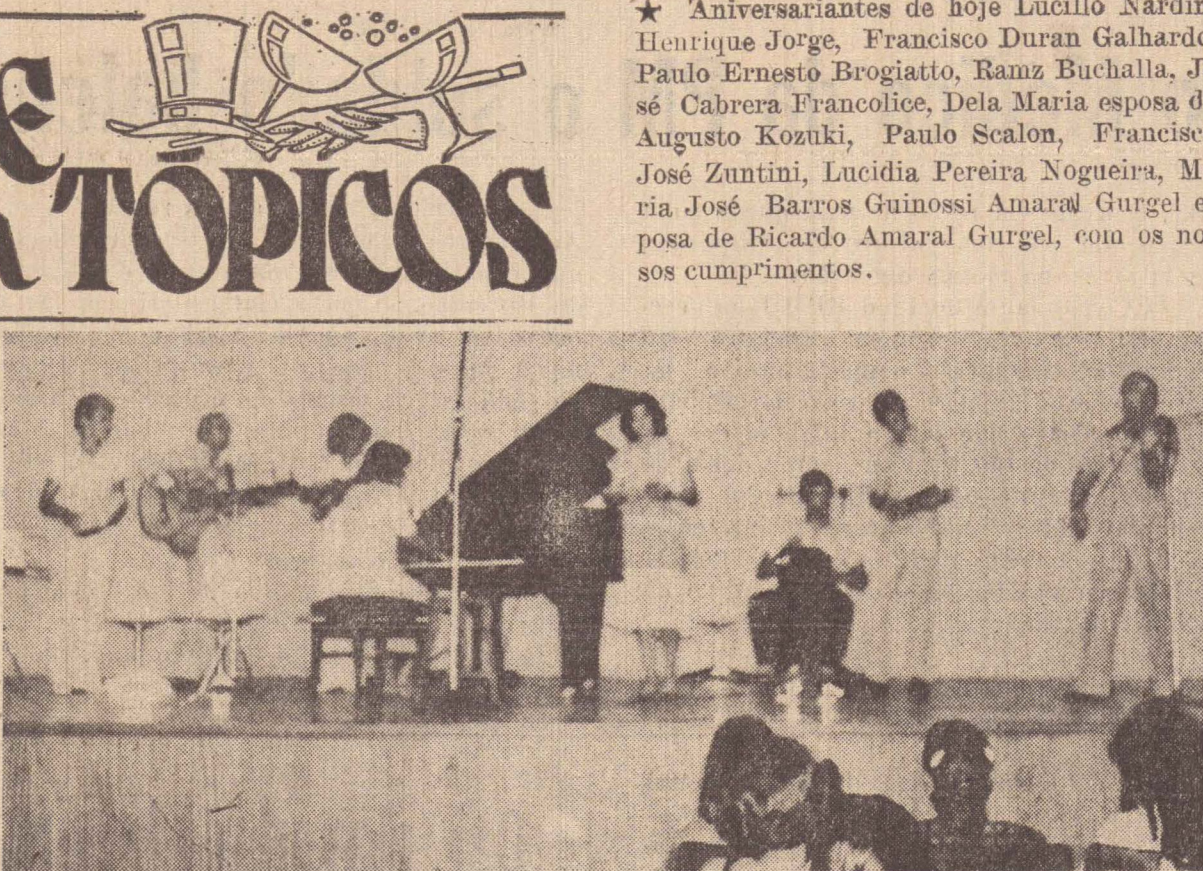 E
TÓPICOS
★ Aniversariantes de hoje Lucillo Nardin
Henrique Jorge, Francisco Duran Galhardo
Paulo Ernesto Brogiatto, Ramz Buchalla, J
sé Cabrera Francolice, Dela Maria esposa d
Augusto Kozuki, Paulo Scalon, Francisc
José Zuntini, Lucidia Pereira Nogueira, M
ria José Barros Guinossi Amaral Gurgel e
posa de Ricardo Amaral Gurgel, com os no
sos cumprimentos.